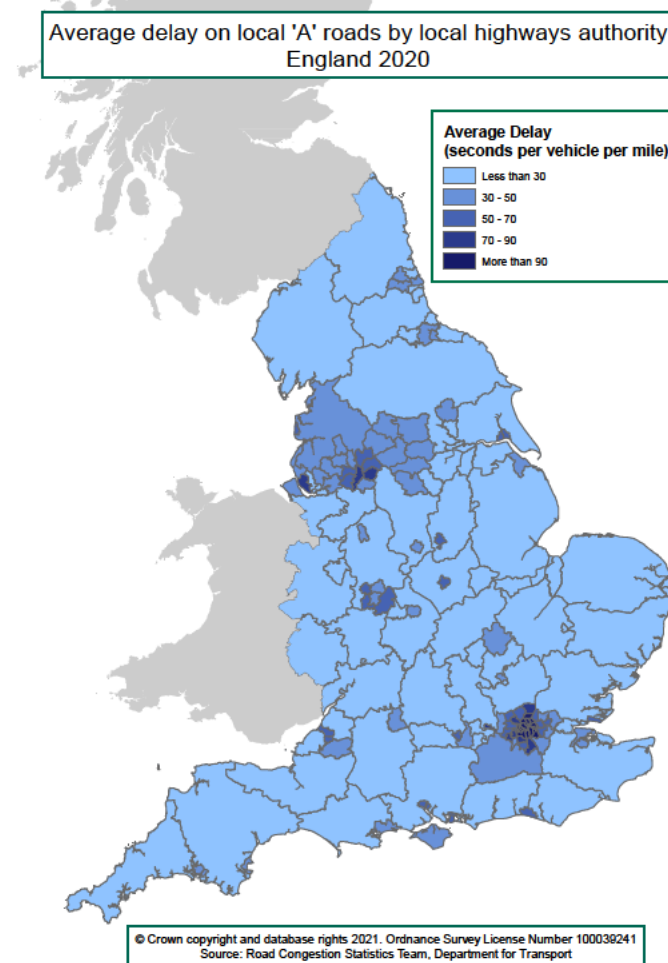 Average delay on local 'A' roads by local highways authority
England 2020
Average Delay
(seconds per vehicle per mile)
Less than 30
30 - 50
50 - 70
70 - 90
More than 90
© Crown copyright and database rights 2021. Ordnance Survey License Number 100039241
Source: Road Congestion Statistics Team, Department for Transport